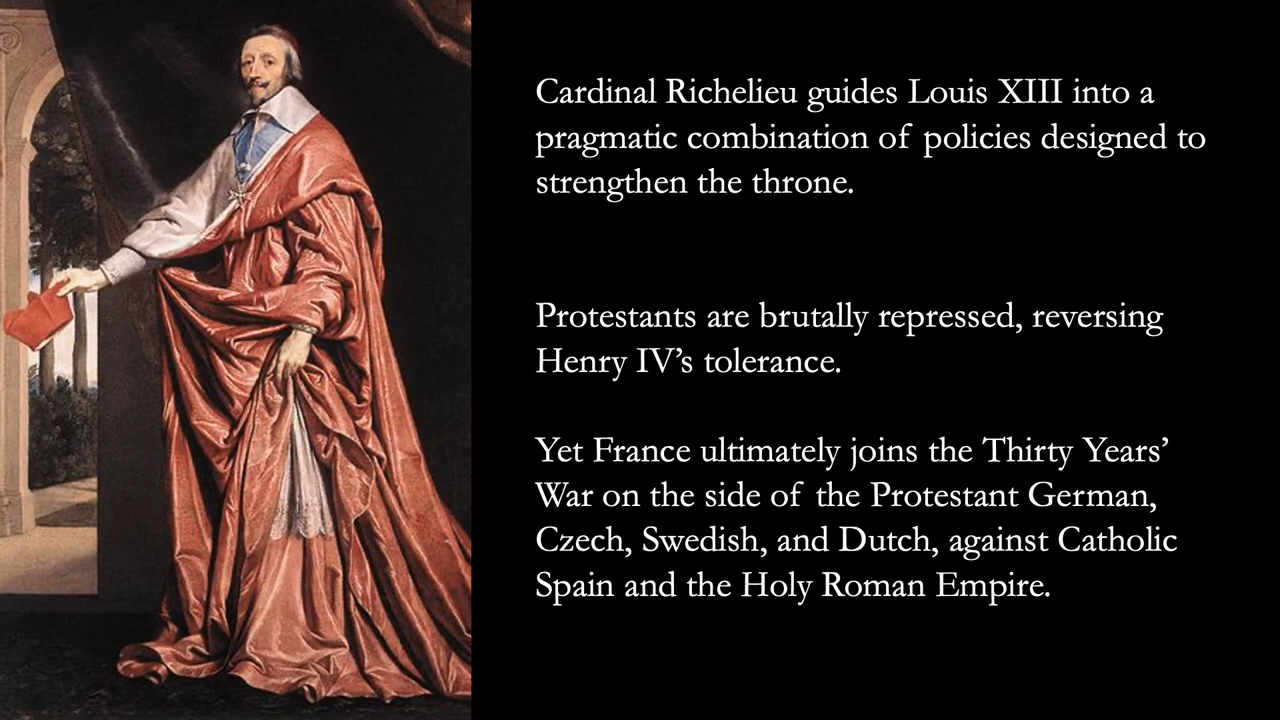 Cardinal Richelieu guides Louis XIII into a
pragmatic combination of policies designed to
strengthen the throne.
Protestants are brutally repressed, reversing
Henry IV’s tolerance.
Yet France ultimately joins the Thirty Years’
War on the side of the Protestant German,
Czech, Swedish, and Dutch, against Catholic
Spain and the Holy Roman Empire.